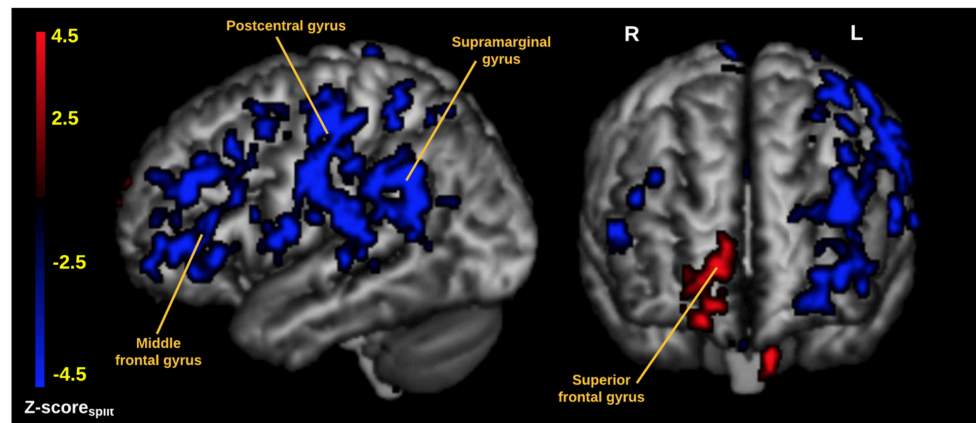 4.5
2.5
-2.5
-4.5
Z-score split
Postcentral gyrus
Supramarginal
gyrus
Middle
frontal gyrus
R
L
Superior
frontal gyrus